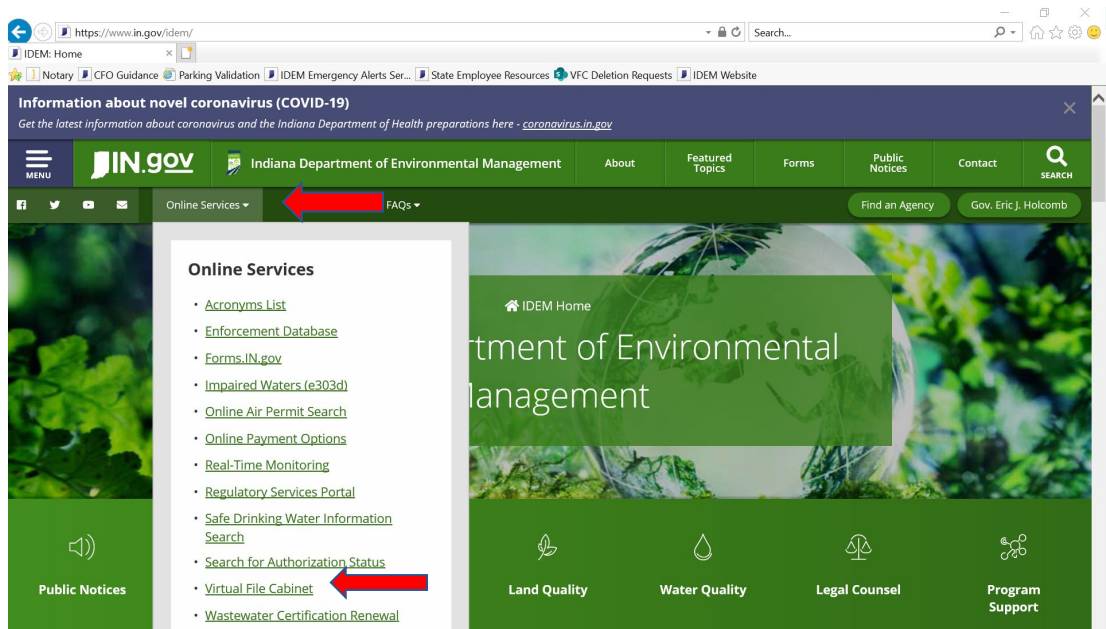 https://www.in.gov/idem/
Search...
IDEM: Home
Notary CFO Guidance Parking Validation IDEM Emergency Alerts Ser... State Employee Resources VFC Deletion Requests IDEM Website
Information about novel coronavirus (COVID-19)
Get the latest information about coronavirus and the Indiana Department of Health preparations here - coronavirus.in.gov
MENU
IN.gov
Indiana Department of Environmental Management
About
Featured
Topics
Forms
Public
Notices
Contact
SEARCH
Online Services
FAQs
Find an Agency
Gov. Eric J. Holcomb
Online Services
• Acronyms List
• Enforcement Database
• Forms.IN.gov
• Impaired Waters (e303d)
• Online Air Permit Search
• Online Payment Options
• Real-Time Monitoring
• Regulatory Services Portal
• Safe Drinking Water Information
Search
• Search for Authorization Status
• Virtual File Cabinet
• Wastewater Certification Renewal
IDEM Home
rtment of Environmental
Management
Public Notices
Land Quality
Water Quality
Legal Counsel
Program
Support